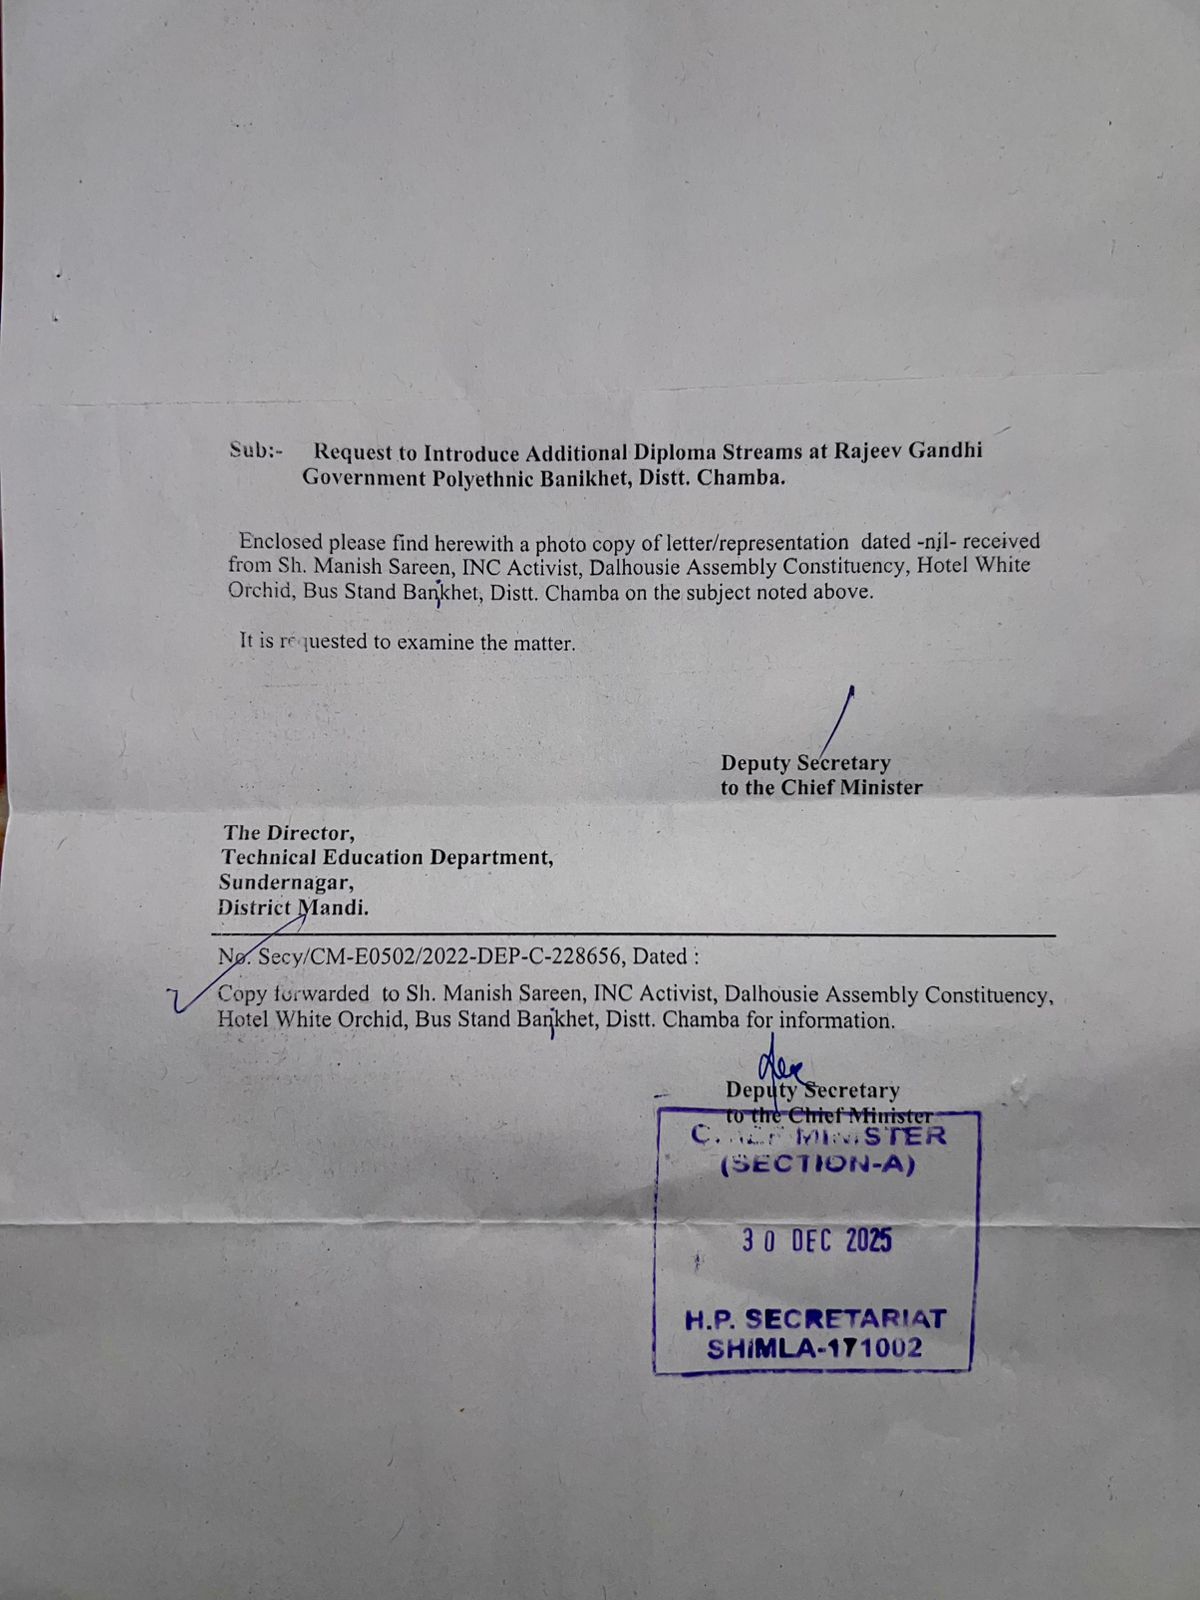 Sub:- Request to Introduce Additional Diploma Streams at Rajeev Gandhi
Government Polyethnic Banikhet, Distt. Chamba.
Enclosed please find herewith a photo copy of letter/representation dated -nil- received
from Sh. Manish Sareen, INC Activist, Dalhousie Assembly Constituency, Hotel White
Orchid, Bus Stand Banikhet, Distt. Chamba on the subject noted above.
It is requested to examine the matter.
Deputy Secretary
to the Chief Minister
The Director,
Technical Education Department,
Sundernagar,
District Mandi.
No. Secy/CM-E0502/2022-DEP-C-228656, Dated :
Copy forwarded to Sh. Manish Sareen, INC Activist, Dalhousie Assembly Constituency,
Hotel White Orchid, Bus Stand Banikhet, Distt. Chamba for information.
Deputy Secretary
to the Chief Minister
CHIEF MINISTER
(SECTION-A)
30 DEC 2025
H.P. SECRETARIAT
SHIMLA-171002